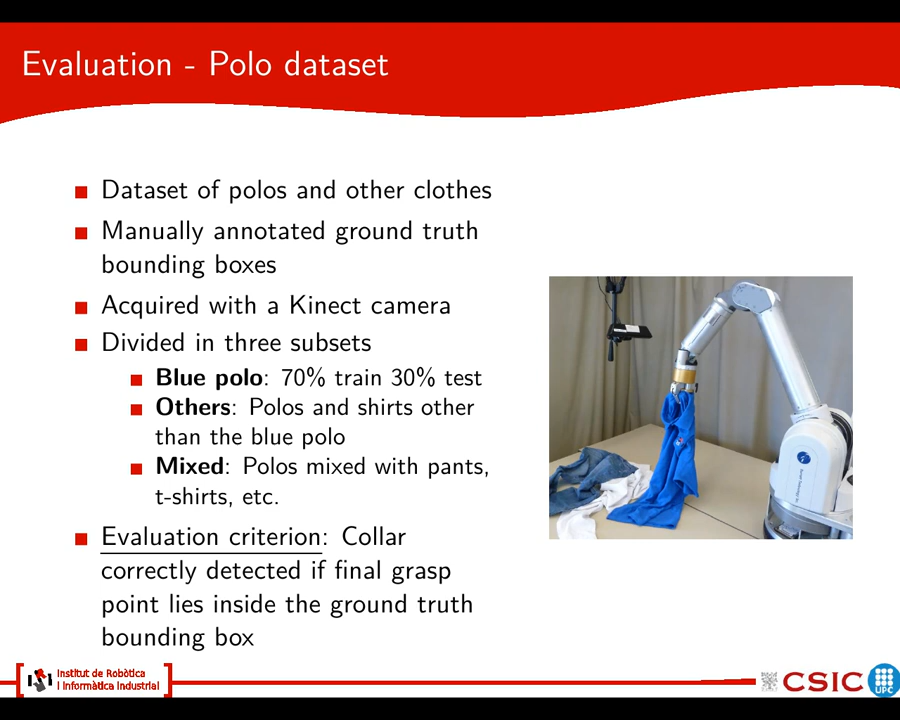 Evaluation - Polo dataset
Dataset of polos and other clothes
Manually annotated ground truth
bounding boxes
Acquired with a Kinect camera
Divided in three subsets
Blue polo: 70% train 30% test
Others: Polos and shirts other
than the blue polo
Mixed: Polos mixed with pants,
t-shirts, etc.
Evaluation criterion: Collar
correctly detected if final grasp
point lies inside the ground truth
bounding box
Institut de Robòtica
i Informàtica Industrial
CSIC
UPC